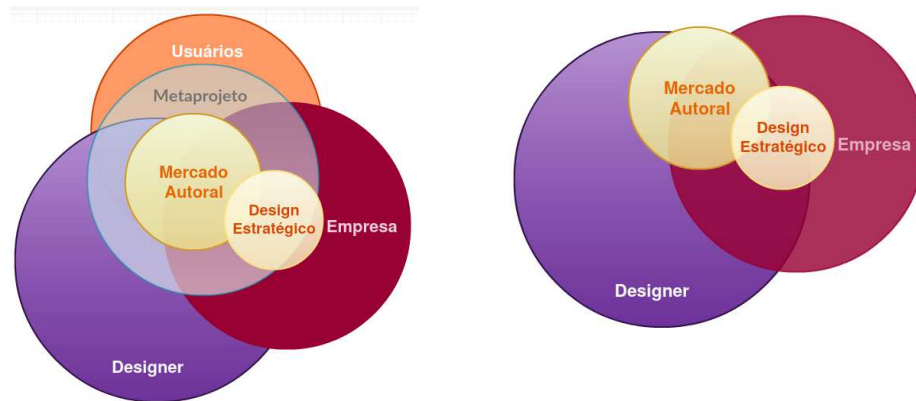 Usuários
Metaprojeto
Mercado
Autoral
Design
Estratégico
Empresa
Designer
Mercado
Autoral
Design
Estratégico
Empresa
Designer